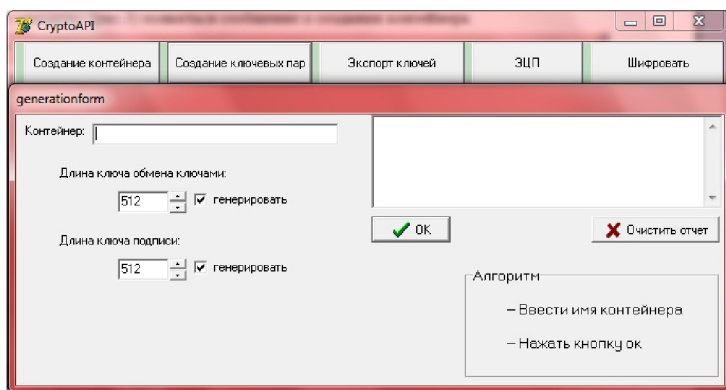 CryptoAPI
Создание контейнера Создание ключевых пар Экспорт ключей ЭЦП Шифровать
generationform
Контейнер:
Длина ключа обмена ключами:
512 генерировать
OK Очистить отчет
Длина ключа подписи:
512 генерировать
Алгоритм
– Ввести имя контейнера
– Нажать кнопку ок